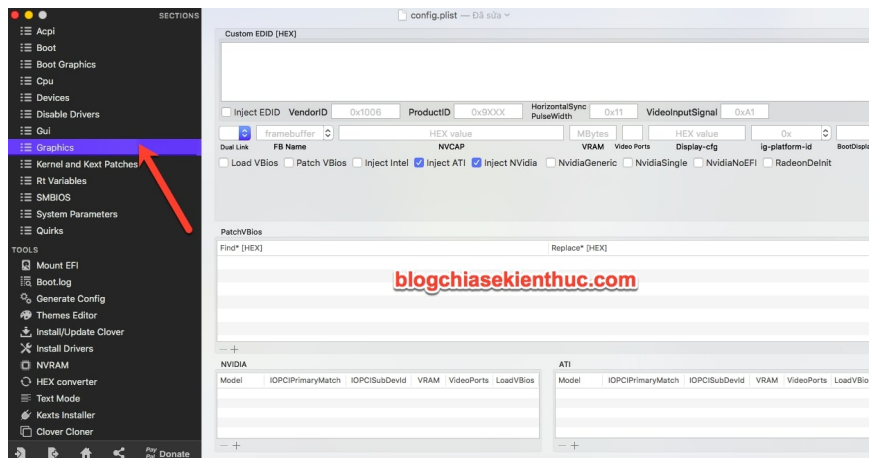 SECTIONS
config.plist — Đã sửa
Acpi
Boot
Boot Graphics
Cpu
Devices
Disable Drivers
Gui
Graphics
Kernel and Kext Patches
Rt Variables
SMBIOS
System Parameters
Quirks
TOOLS
Mount EFI
Boot.log
Generate Config
Themes Editor
Install/Update Clover
Install Drivers
NVRAM
HEX converter
Text Mode
Kexts Installer
Clover Cloner
Pay Pal Donate
Custom EDID [HEX]
Inject EDID VendorID 0x1006 ProductID 0x9XXX HorizontalSync PulseWidth 0x11 VideoInputSignal 0xA1
framebuffer HEX value MBytes HEX value 0x
Dual Link FB Name NVCAP VRAM Video Ports Display-cfg ig-platform-id BootDispla
Load VBios Patch VBios Inject Intel Inject ATI Inject NVidia NvidiaGeneric NvidiaSingle NvidiaNoEFI RadeonDeInit
PatchVBios
Find* [HEX] Replace* [HEX]
blogchiasekienthuc.com
NVIDIA
Model IOPCIPrimaryMatch IOPCISubDevId VRAM VideoPorts LoadVBios
ATI
Model IOPCIPrimaryMatch IOPCISubDevId VRAM VideoPorts LoadVBio